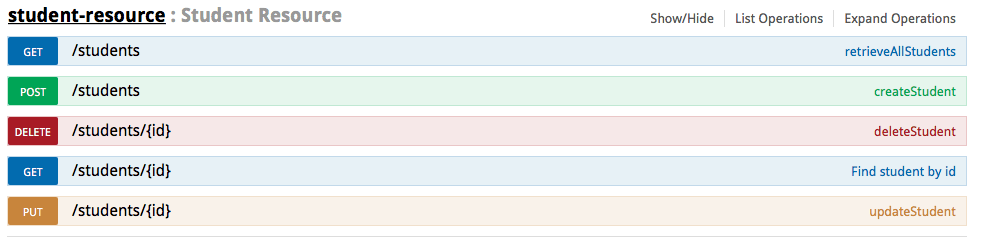 student-resource : Student Resource
Show/Hide List Operations Expand Operations
GET /students retrieveAllStudents
POST /students createStudent
DELETE /students/{id} deleteStudent
GET /students/{id} Find student by id
PUT /students/{id} updateStudent